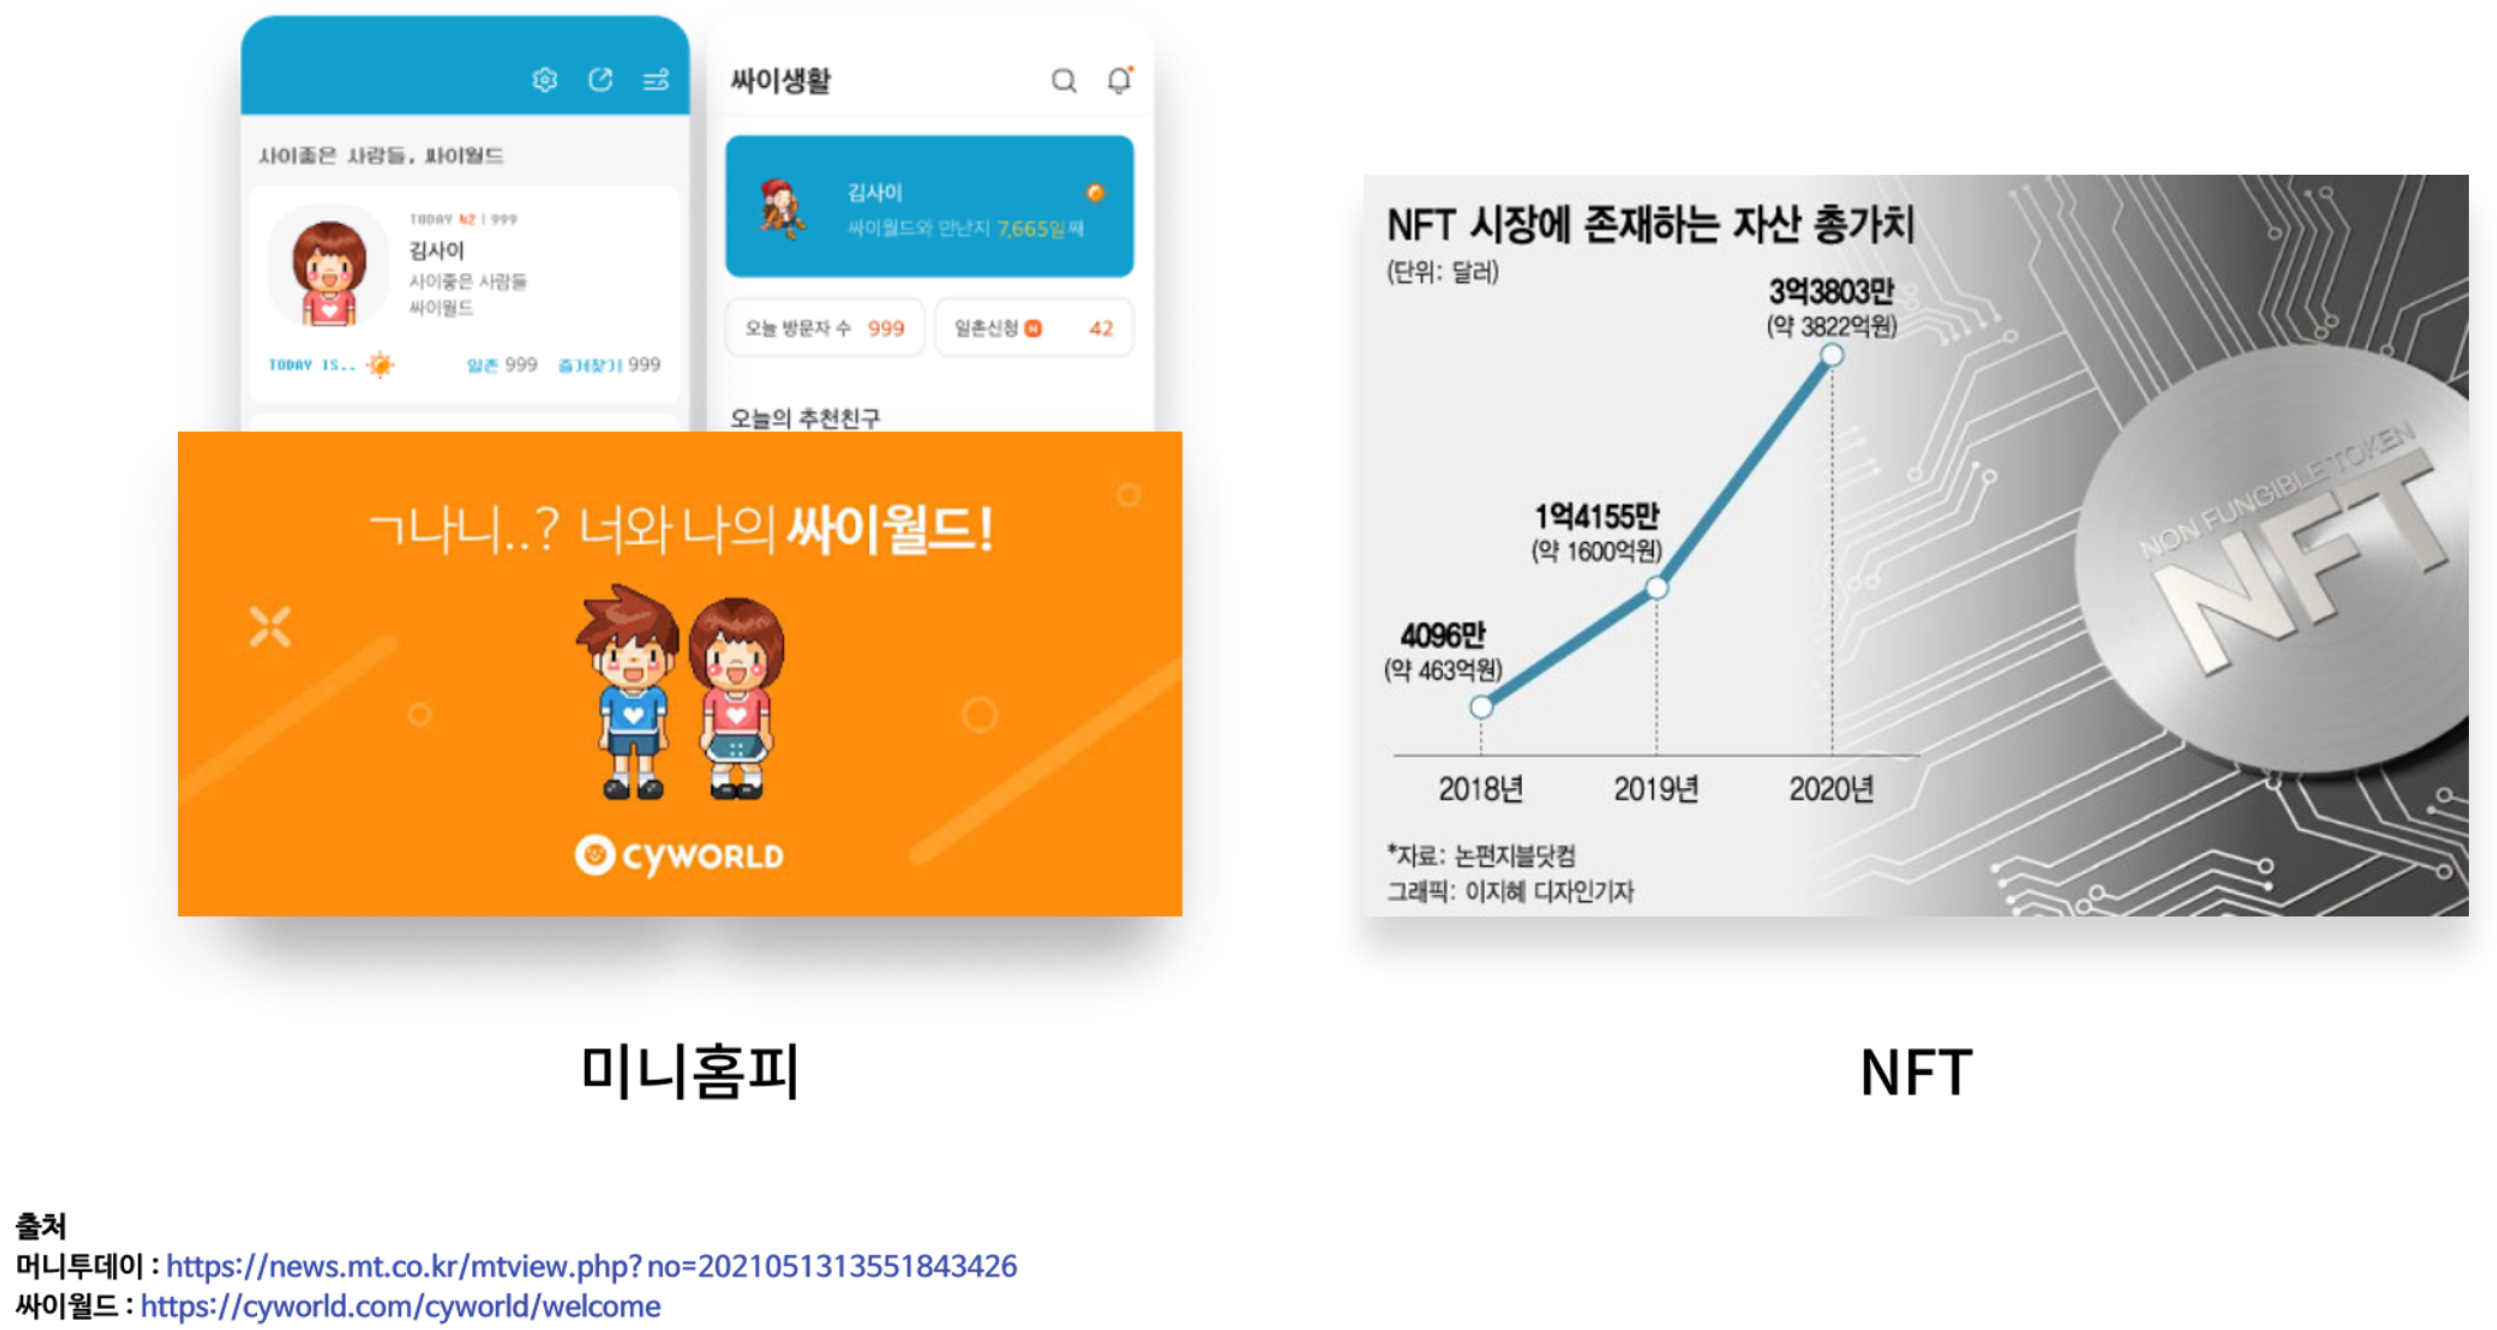 사이좋은 사람들, 싸이월드
TODAY 42 | 999
김사이
사이좋은 사람들
싸이월드
TODAY IS..
일촌 999 즐겨찾기 999
싸이생활
김사이
싸이월드와 만난지 7,665일째
오늘 방문자 수 999
일촌신청 N 42
오늘의 추천친구
ㄱ나니..? 너와 나의 싸이월드!
CYWORLD
미니홈피
NFT 시장에 존재하는 자산 총가치
(단위: 달러)
3억3803만
(약 3822억원)
1억4155만
(약 1600억원)
4096만
(약 463억원)
2018년 2019년 2020년
*자료: 논펀지블닷컴
그래픽: 이지혜 디자인기자
NON FUNGIBLE TOKEN
NFT
NFT
출처
머니투데이 : https://news.mt.co.kr/mtview.php?no=2021051313551843426
싸이월드 : https://cyworld.com/cyworld/welcome